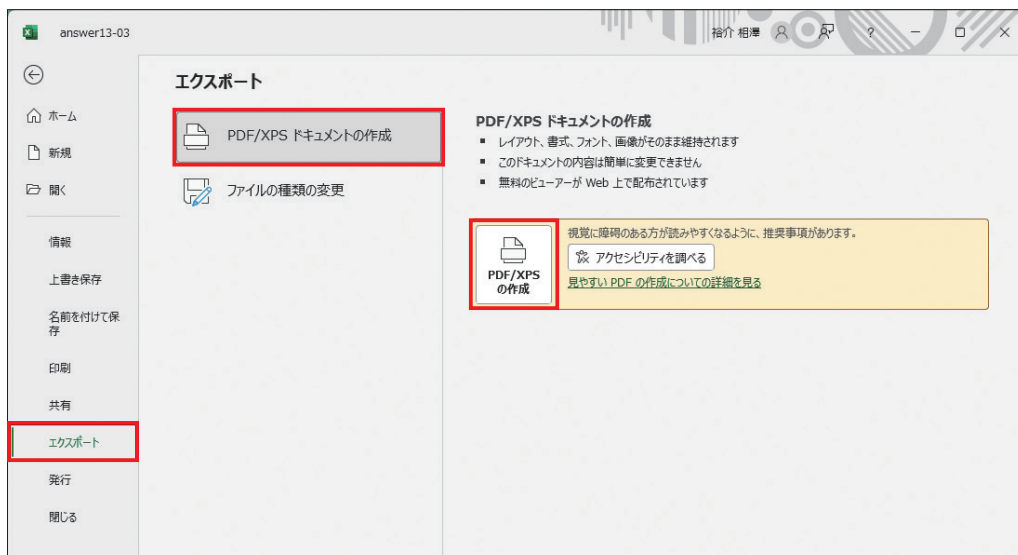 answer13-03
裕介 相澤
?
エクスポート
ホーム
新規
開く
情報
上書き保存
名前を付けて保
存
印刷
共有
エクスポート
発行
閉じる
PDF/XPS ドキュメントの作成
ファイルの種類の変更
PDF/XPS ドキュメントの作成
レイアウト、書式、フォント、画像がそのまま維持されます
このドキュメントの内容は簡単に変更できません
無料のビューアーが Web 上で配布されています
PDF/XPS
の作成
視覚に障碍のある方が読みやすくなるように、推奨事項があります。
アクセシビリティを調べる
見やすい PDF の作成についての詳細を見る